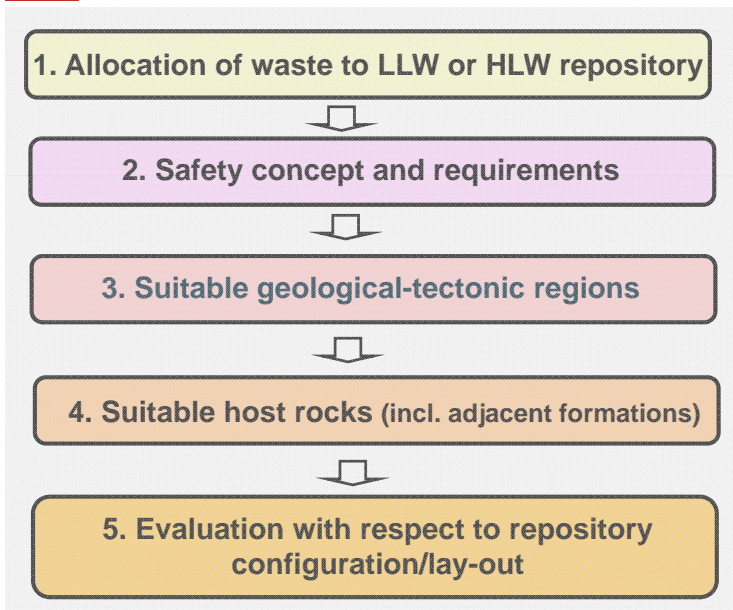 1. Allocation of waste to LLW or HLW repository
2. Safety concept and requirements
3. Suitable geological-tectonic regions
4. Suitable host rocks (incl. adjacent formations)
5. Evaluation with respect to repository
configuration/lay-out